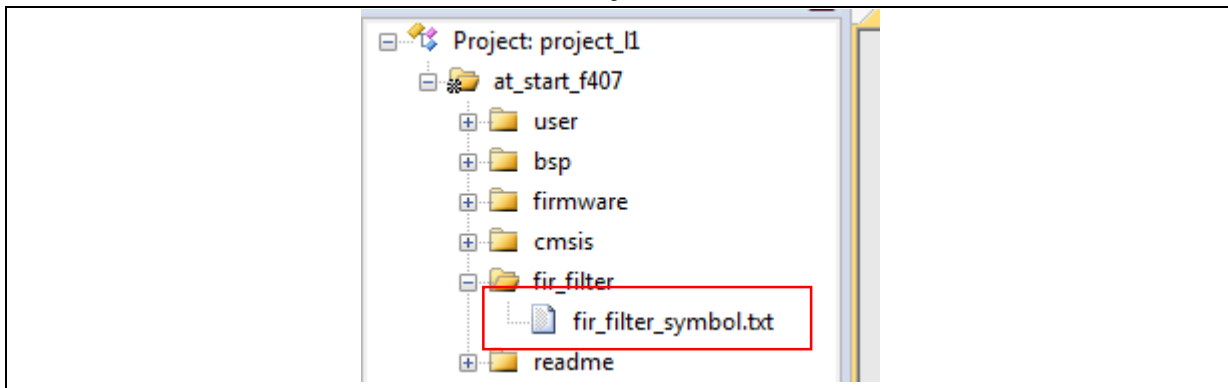 Project: project_l1
at_start_f407
user
bsp
firmware
cmsis
fir_filter
fir_filter_symbol.txt
readme